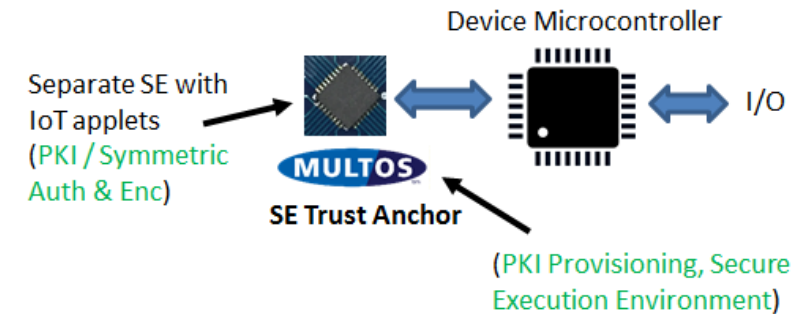 Device Microcontroller
Separate SE with
IoT applets
(PKI / Symmetric
Auth & Enc)
I/O
MULTOS
SE Trust Anchor
(PKI Provisioning, Secure
Execution Environment)